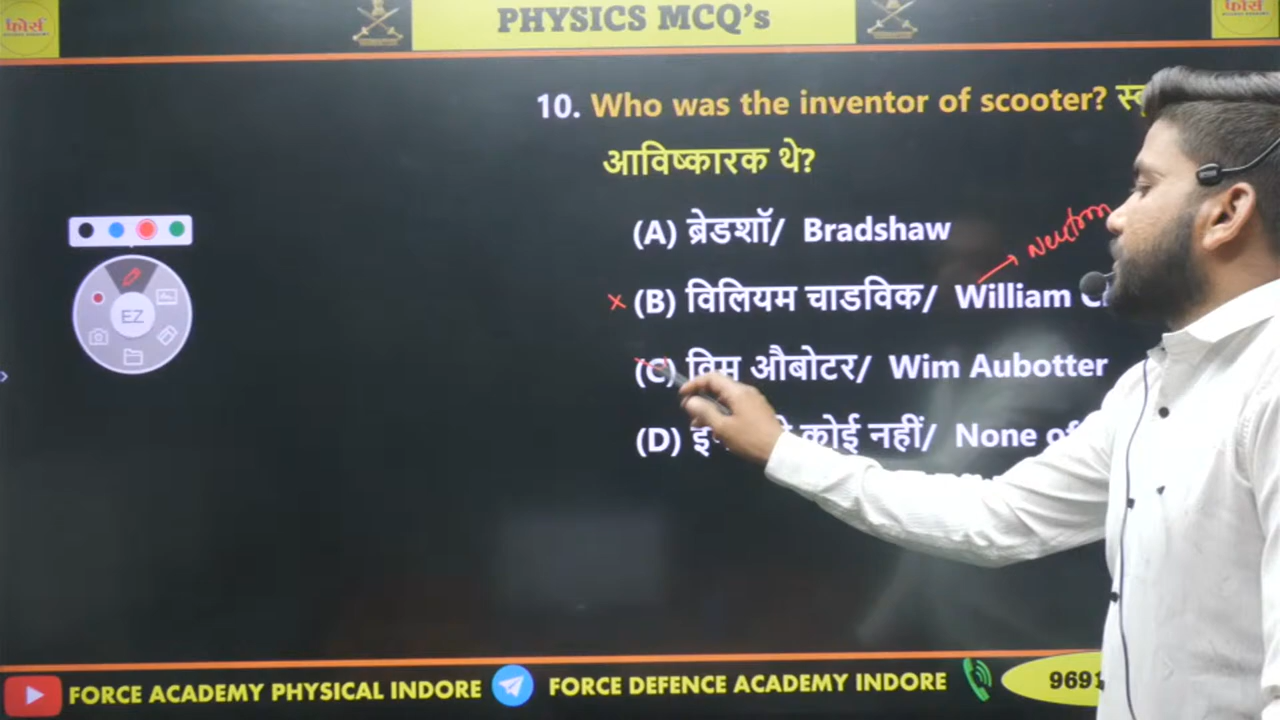 फोर्स
PHYSICS MCQ's
फोर्स
10. Who was the inventor of scooter?
आविष्कारक थे?
Neutron
(A) ब्रेडशॉ/ Bradshaw
x (B) विलियम चाडविक/ William
(C) विम औबोटर/ Wim Aubotter
(D) कोई नहीं/ None of
EZ
FORCE ACADEMY PHYSICAL INDORE
FORCE DEFENCE ACADEMY INDORE
9691